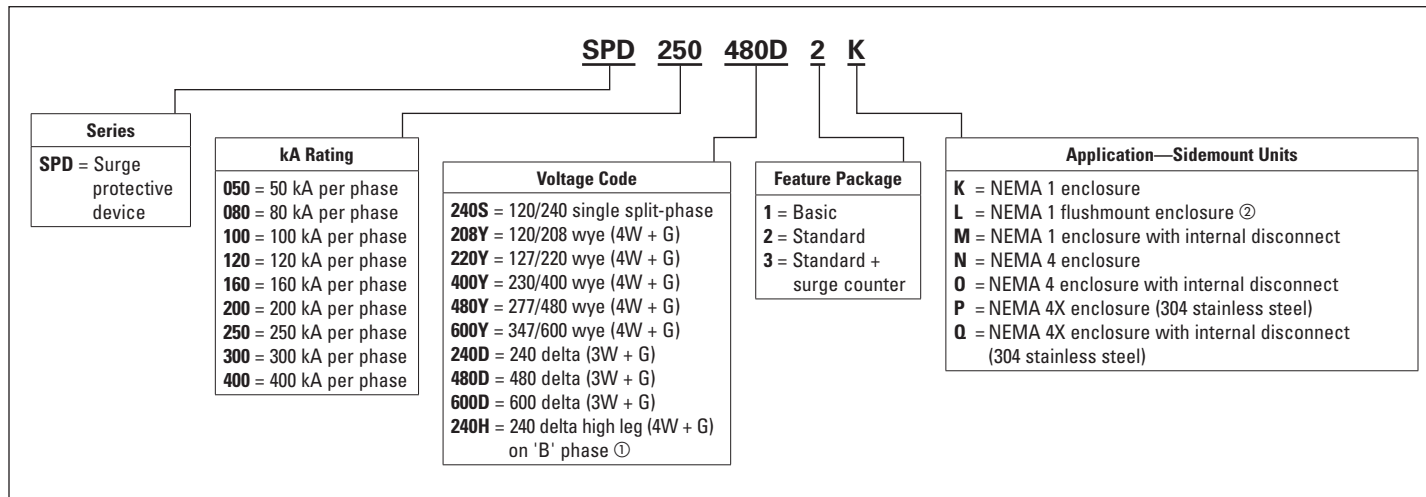 SPD 250 480D 2 K
Series
SPD = Surge
protective
device
kA Rating
050 = 50 kA per phase
080 = 80 kA per phase
100 = 100 kA per phase
120 = 120 kA per phase
160 = 160 kA per phase
200 = 200 kA per phase
250 = 250 kA per phase
300 = 300 kA per phase
400 = 400 kA per phase
Voltage Code
240S = 120/240 single split-phase
208Y = 120/208 wye (4W + G)
220Y = 127/220 wye (4W + G)
400Y = 230/400 wye (4W + G)
480Y = 277/480 wye (4W + G)
600Y = 347/600 wye (4W + G)
240D = 240 delta (3W + G)
480D = 480 delta (3W + G)
600D = 600 delta (3W + G)
240H = 240 delta high leg (4W + G)
on 'B' phase ①
Feature Package
1 = Basic
2 = Standard
3 = Standard +
surge counter
Application—Sidemount Units
K = NEMA 1 enclosure
L = NEMA 1 flushmount enclosure ②
M = NEMA 1 enclosure with internal disconnect
N = NEMA 4 enclosure
O = NEMA 4 enclosure with internal disconnect
P = NEMA 4X enclosure (304 stainless steel)
Q = NEMA 4X enclosure with internal disconnect
(304 stainless steel)